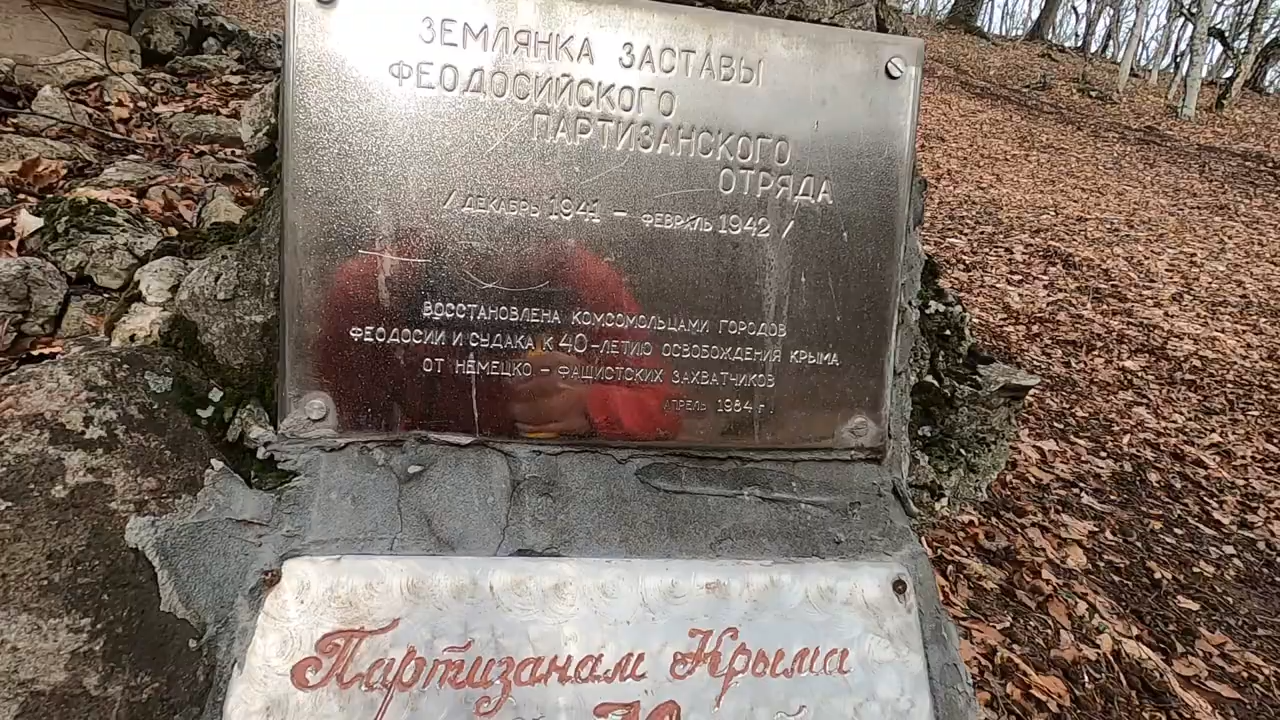 ЗЕМЛЯНКА ЗАСТАВЫ
ФЕОДОСИЙСКОГО
ПАРТИЗАНСКОГО
ОТРЯДА
/ ДЕКАБРЬ 1941 – ФЕВРАЛЬ 1942 /
ВОССТАНОВЛЕНА КОМСОМОЛЬЦАМИ ГОРОДОВ
ФЕОДОСИИ И СУДАКА К 40-ЛЕТИЮ ОСВОБОЖДЕНИЯ КРЫМА
ОТ НЕМЕЦКО – ФАШИСТСКИХ ЗАХВАТЧИКОВ
АПРЕЛЬ 1984 г.
Партизанам Крыма